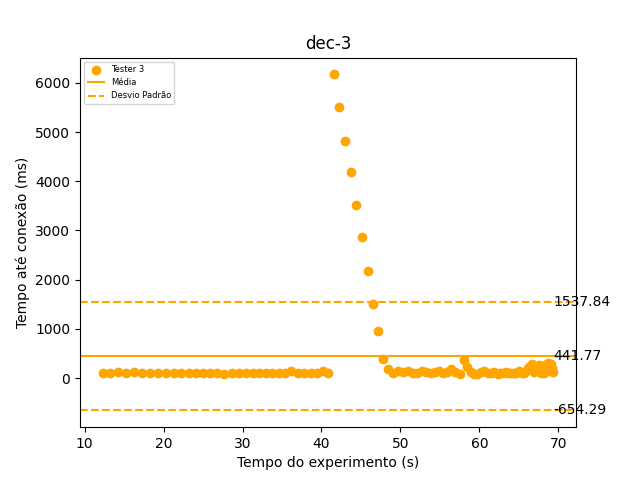 dec-3
Tester 3
Média
Desvio Padrão
6000
5000
4000
3000
2000
1000
0
Tempo até conexão (ms)
1537.84
441.77
-654.29
10 20 30 40 50 60 70
Tempo do experimento (s)